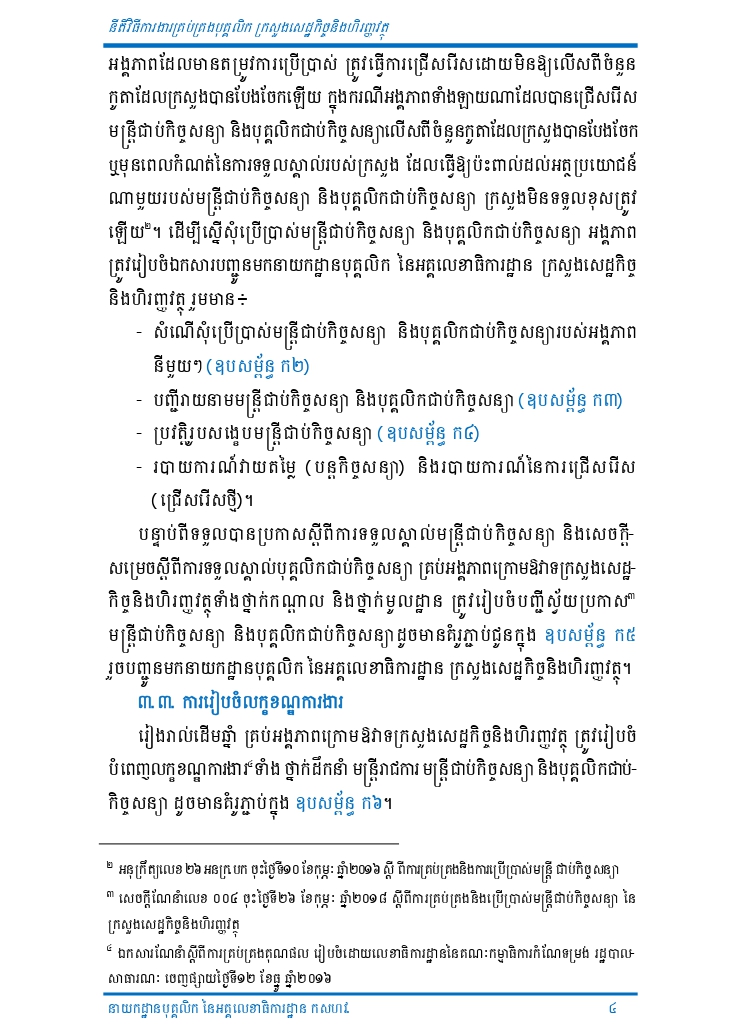 នីតិវិធីការងារគ្រប់គ្រងបុគ្គលិក ក្រសួងសេដ្ឋកិច្ចនិងហិរញ្ញវត្ថុ
អង្គភាពដែលមានតម្រូវការប្រើប្រាស់ ត្រូវធ្វើការជ្រើសរើសដោយមិនឱ្យលើសពីចំនួន
កូតាដែលក្រសួងបានបែងចែកឡើយ ក្នុងករណីអង្គភាពទាំងឡាយណាដែលបានជ្រើសរើស
មន្ត្រីជាប់កិច្ចសន្យា និងបុគ្គលិកជាប់កិច្ចសន្យាលើសពីចំនួនកូតាដែលក្រសួងបានបែងចែក
ឬមុនពេលកំណត់នៃការទទួលស្គាល់របស់ក្រសួង ដែលធ្វើឱ្យប៉ះពាល់ដល់អត្ថប្រយោជន៍
ណាមួយរបស់មន្ត្រីជាប់កិច្ចសន្យា និងបុគ្គលិកជាប់កិច្ចសន្យា ក្រសួងមិនទទួលខុសត្រូវ
ឡើយ២។ ដើម្បីស្នើសុំប្រើប្រាស់មន្ត្រីជាប់កិច្ចសន្យា និងបុគ្គលិកជាប់កិច្ចសន្យា អង្គភាព
ត្រូវរៀបចំឯកសារបញ្ជូនមកនាយកដ្ឋានបុគ្គលិក នៃអគ្គលេខាធិការដ្ឋាន ក្រសួងសេដ្ឋកិច្ច
និងហិរញ្ញវត្ថុ រួមមាន÷
- សំណើសុំប្រើប្រាស់មន្ត្រីជាប់កិច្ចសន្យា និងបុគ្គលិកជាប់កិច្ចសន្យារបស់អង្គភាព
នីមួយៗ (ឧបសម្ព័ន្ធ ក២)
- បញ្ជីរាយនាមមន្ត្រីជាប់កិច្ចសន្យា និងបុគ្គលិកជាប់កិច្ចសន្យា (ឧបសម្ព័ន្ធ ក៣)
- ប្រវត្តិរូបសង្ខេបមន្ត្រីជាប់កិច្ចសន្យា (ឧបសម្ព័ន្ធ ក៤)
- របាយការណ៍វាយតម្លៃ (បន្តកិច្ចសន្យា) និងរបាយការណ៍នៃការជ្រើសរើស
(ជ្រើសរើសថ្មី)។
បន្ទាប់ពីទទួលបានប្រកាសស្តីពីការទទួលស្គាល់មន្ត្រីជាប់កិច្ចសន្យា និងសេចក្តី-
សម្រេចស្តីពីការទទួលស្គាល់បុគ្គលិកជាប់កិច្ចសន្យា គ្រប់អង្គភាពក្រោមឱវាទក្រសួងសេដ្ឋ-
កិច្ចនិងហិរញ្ញវត្ថុទាំងថ្នាក់កណ្តាល និងថ្នាក់មូលដ្ឋាន ត្រូវរៀបចំបញ្ជីស្វ័យប្រកាស៣
មន្ត្រីជាប់កិច្ចសន្យា និងបុគ្គលិកជាប់កិច្ចសន្យា ដូចមានគំរូភ្ជាប់ជូនក្នុង ឧបសម្ព័ន្ធ ក៥
រួចបញ្ជូនមកនាយកដ្ឋានបុគ្គលិក នៃអគ្គលេខាធិការដ្ឋាន ក្រសួងសេដ្ឋកិច្ចនិងហិរញ្ញវត្ថុ។
៣.៣. ការរៀបចំលក្ខខណ្ឌការងារ
រៀងរាល់ដើមឆ្នាំ គ្រប់អង្គភាពក្រោមឱវាទក្រសួងសេដ្ឋកិច្ចនិងហិរញ្ញវត្ថុ ត្រូវរៀបចំ
បំពេញលក្ខខណ្ឌការងារ៤ទាំង ថ្នាក់ដឹកនាំ មន្ត្រីរាជការ មន្ត្រីជាប់កិច្ចសន្យា និងបុគ្គលិកជាប់-
កិច្ចសន្យា ដូចមានគំរូភ្ជាប់ក្នុង ឧបសម្ព័ន្ធ ក៦។
២ អនុក្រឹត្យលេខ២៦ អនក្រ.បក ចុះថ្ងៃទី១០ ខែកុម្ភៈ ឆ្នាំ២០១៦ ស្តី ពីការគ្រប់គ្រងនិងការប្រើប្រាស់មន្ត្រី ជាប់កិច្ចសន្យា
៣ សេចក្តីណែនាំលេខ ០០៤ ចុះថ្ងៃទី២៦ ខែកុម្ភៈ ឆ្នាំ២០១៨ ស្តីពីការគ្រប់គ្រងនិងប្រើប្រាស់មន្ត្រីជាប់កិច្ចសន្យា នៃ
ក្រសួងសេដ្ឋកិច្ចនិងហិរញ្ញវត្ថុ
៤ ឯកសារណែនាំស្តីពីការគ្រប់គ្រងគុណផល រៀបចំដោយលេខាធិការដ្ឋាននៃគណៈកម្មាធិការកំណែទម្រង់ រដ្ឋបាល-
សាធារណៈ ចេញផ្សាយថ្ងៃទី១២ ខែធ្នូ ឆ្នាំ២០១៦
នាយកដ្ឋានបុគ្គលិក នៃអគ្គលេខាធិការដ្ឋាន កសហវ. ៤